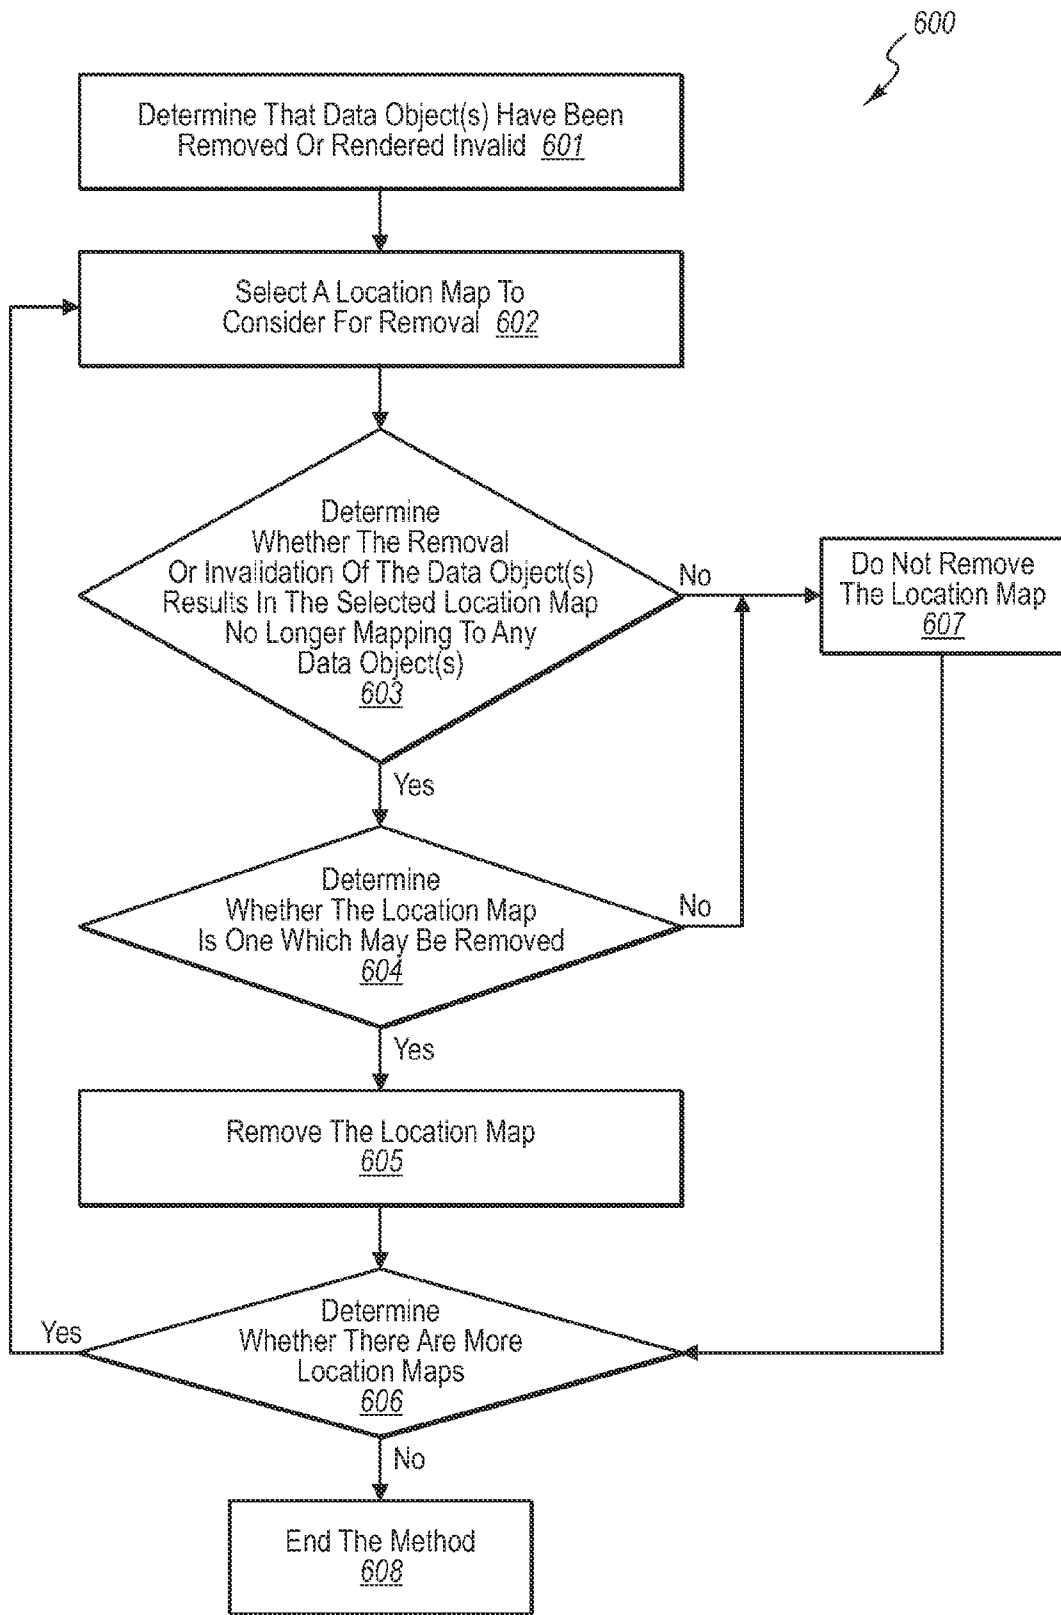 600
Determine That Data Object(s) Have Been
Removed Or Rendered Invalid 601
Select A Location Map To
Consider For Removal 602
Determine
Whether The Removal
Or Invalidation Of The Data Object(s)
Results In The Selected Location Map
No Longer Mapping To Any
Data Object(s)
603
No
Do Not Remove
The Location Map
607
Yes
Determine
Whether The Location Map
Is One Which May Be Removed
604
No
Yes
Remove The Location Map
605
Determine
Whether There Are More
Location Maps
606
Yes
No
End The Method
608